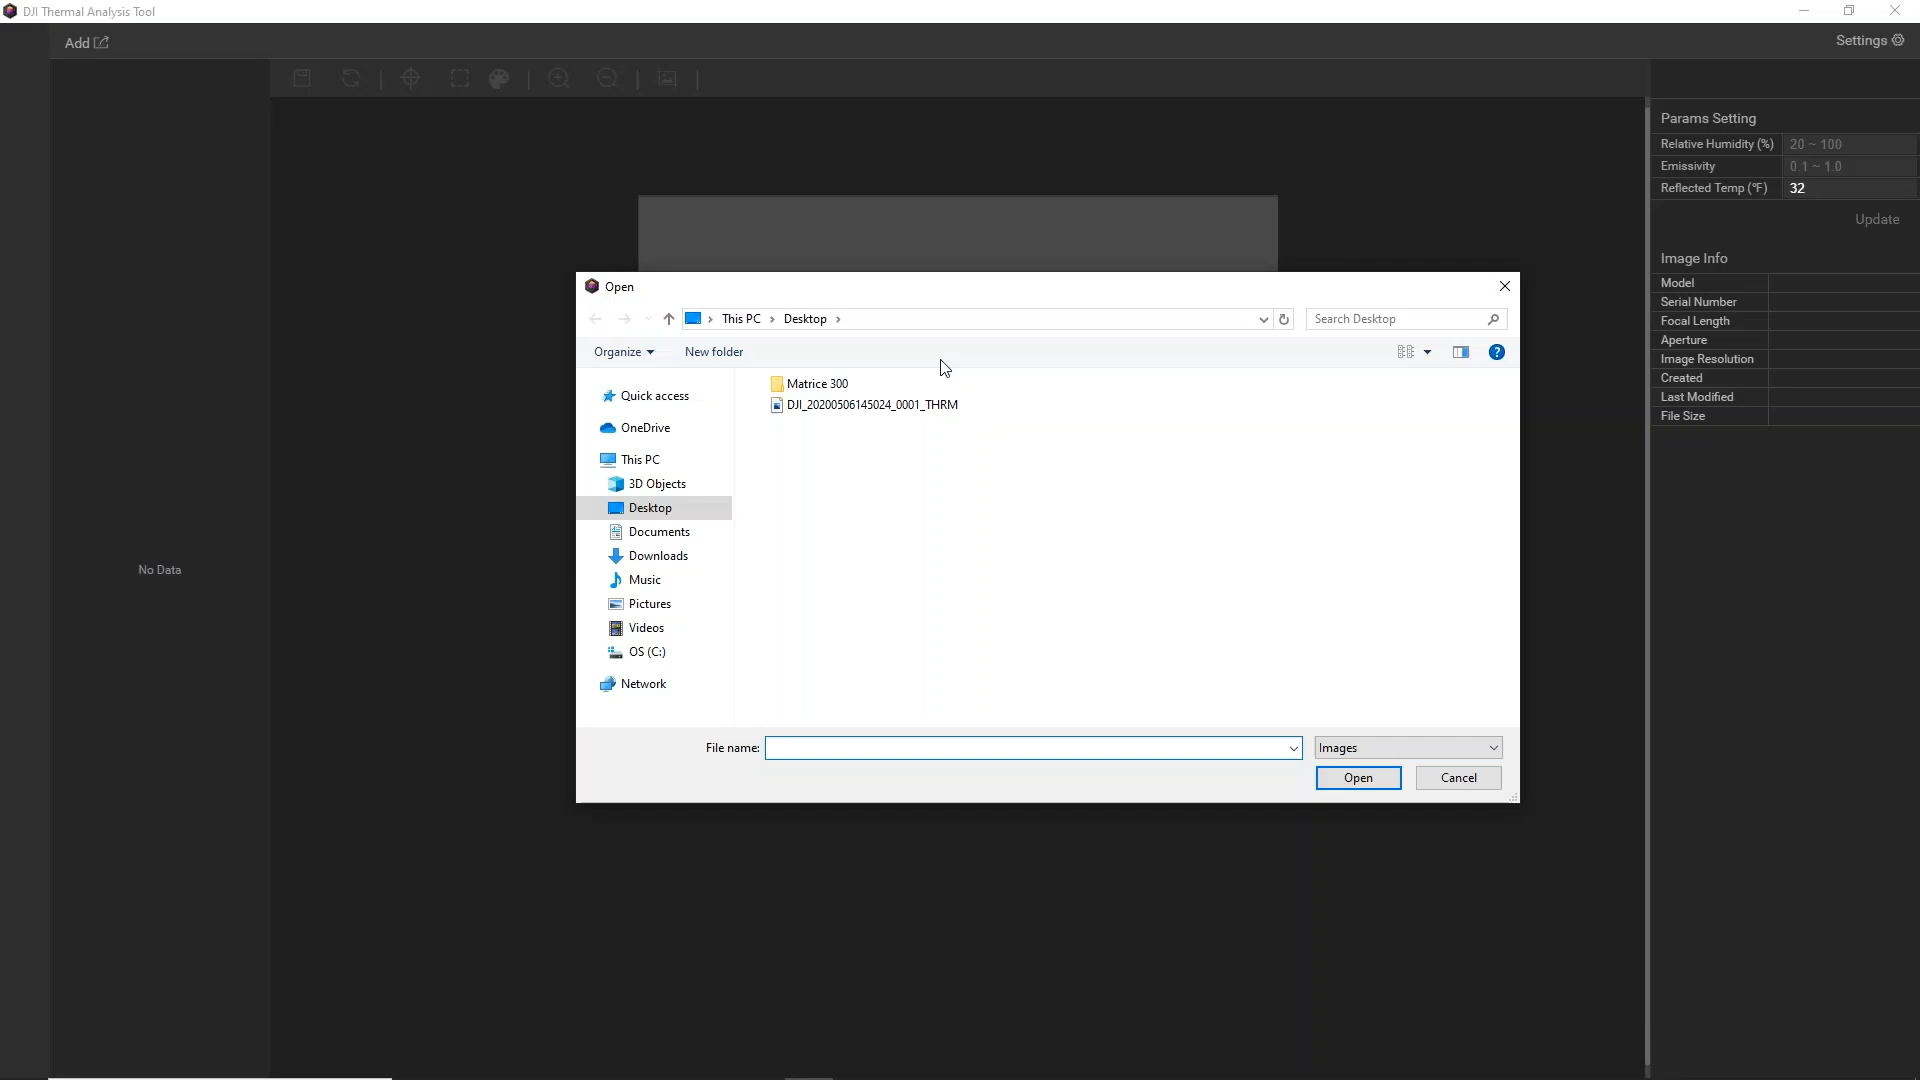 DJI Thermal Analysis Tool
Add
Settings
Params Setting
Relative Humidity (%) 20 ~ 100
Emissivity 0.1 ~ 1.0
Reflected Temp (°F) 32
Update
Image Info
Model
Serial Number
Focal Length
Aperture
Image Resolution
Created
Last Modified
File Size
No Data
Open
This PC > Desktop >
Search Desktop
Organize
New folder
Quick access
OneDrive
This PC
3D Objects
Desktop
Documents
Downloads
Music
Pictures
Videos
OS (C:)
Network
Matrice 300
DJI_20200506145024_0001_THRM
File name:
Images
Open
Cancel